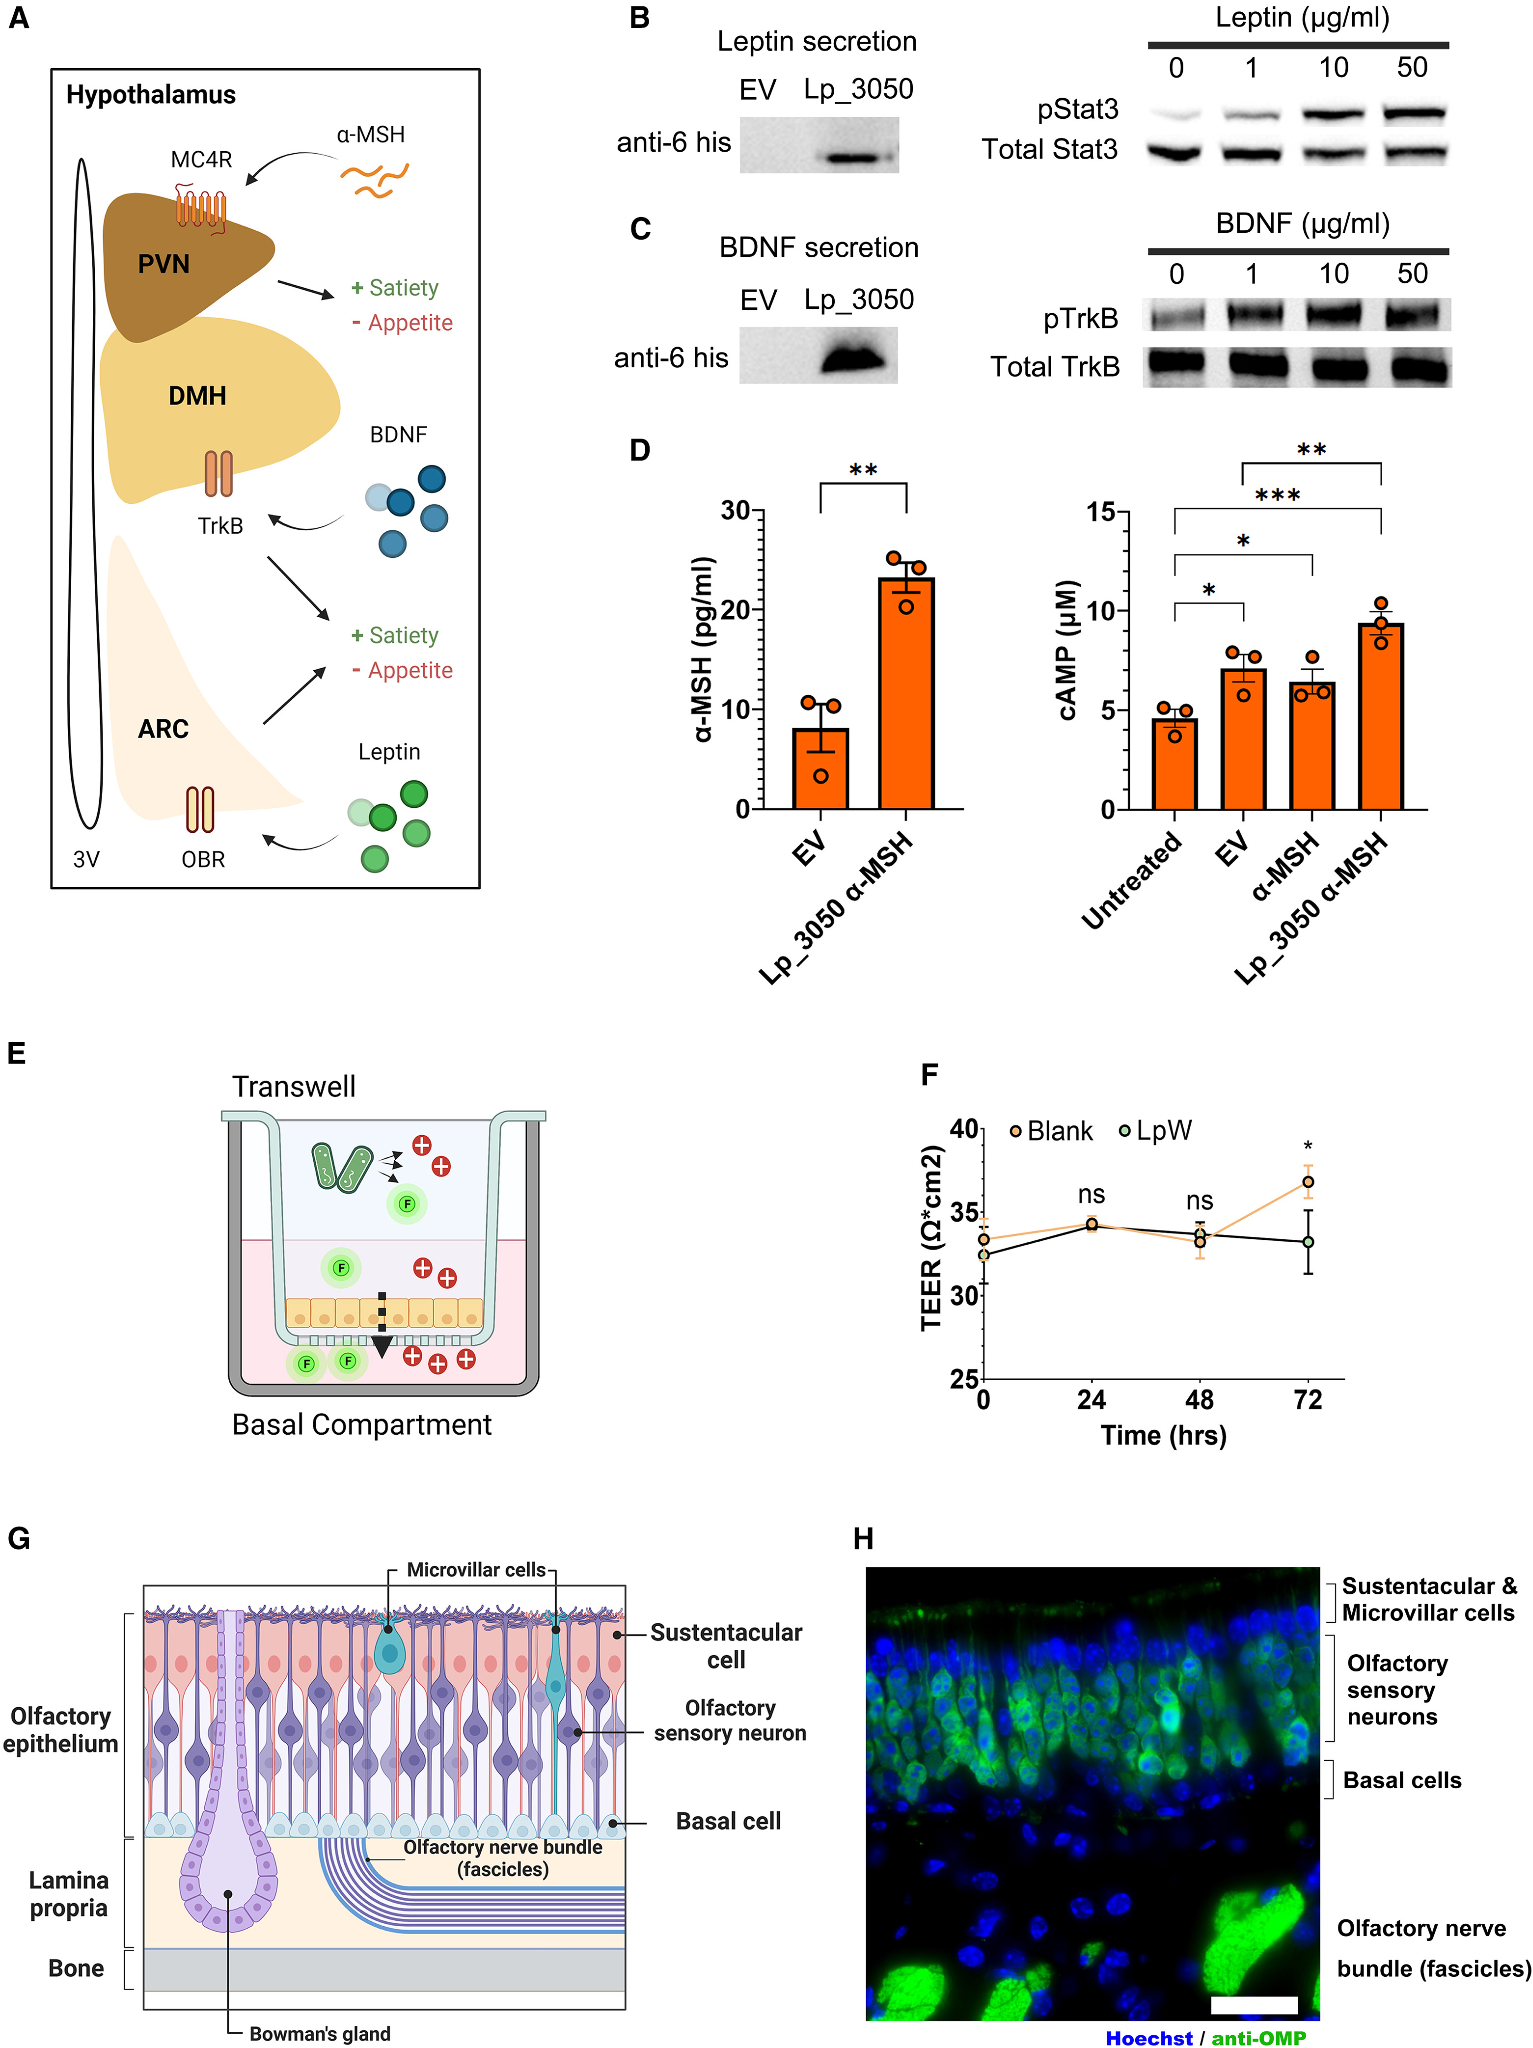 A
Hypothalamus
α-MSH
MC4R
PVN
+ Satiety
- Appetite
DMH
BDNF
TrkB
+ Satiety
- Appetite
ARC
Leptin
3V
OBR
B
Leptin secretion
EV Lp_3050
anti-6 his
Leptin (µg/ml)
0 1 10 50
pStat3
Total Stat3
C
BDNF secretion
EV Lp_3050
anti-6 his
BDNF (µg/ml)
0 1 10 50
pTrkB
Total TrkB
D
**
30
20
10
0
α-MSH (pg/ml)
EV
Lp_3050 α-MSH
**
***
*
*
15
10
5
0
cAMP (µM)
Untreated
EV
α-MSH
Lp_3050 α-MSH
E
Transwell
F
F
F
F
Basal Compartment
F
Blank LpW
40
35
30
25
TEER (Ω*cm2)
ns
ns
*
0 24 48 72
Time (hrs)
G
Microvillar cells
Sustentacular
cell
Olfactory
sensory neuron
Basal cell
Olfactory nerve bundle
(fascicles)
Olfactory
epithelium
Lamina
propria
Bone
Bowman's gland
H
Sustentacular &
Microvillar cells
Olfactory
sensory
neurons
Basal cells
Olfactory nerve
bundle (fascicles)
Hoechst / anti-OMP